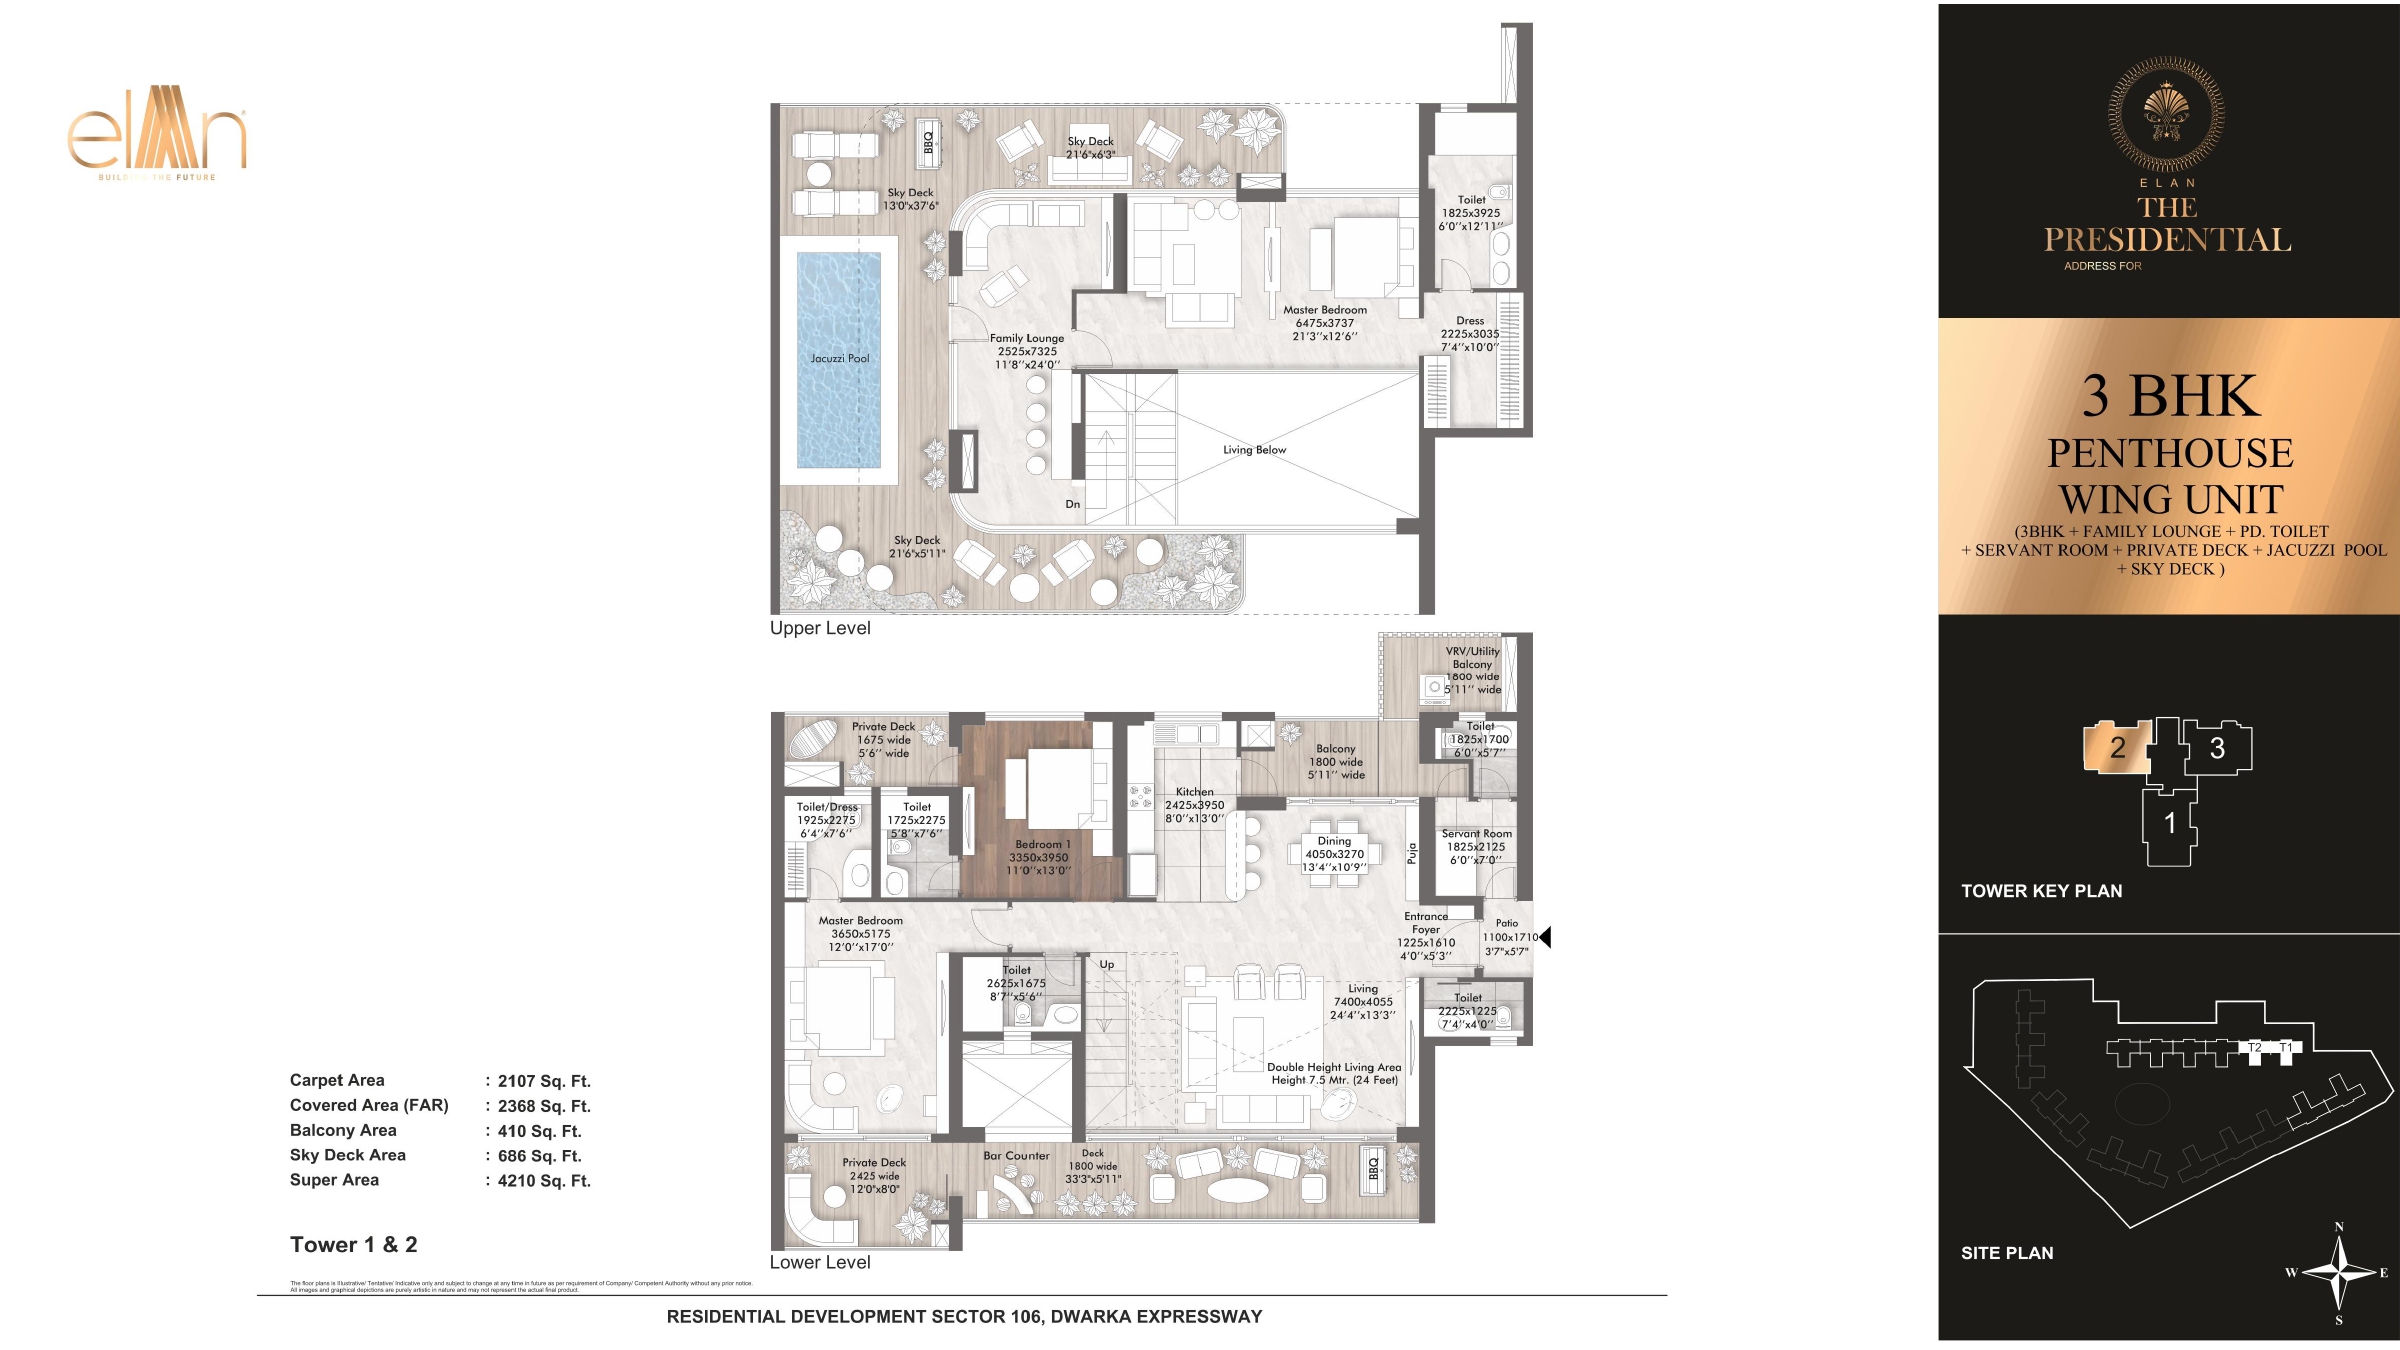 elan
BUILDING THE FUTURE
BBQ
Sky Deck
21'6"x6'3"
Sky Deck
13'0"x37'6"
Toilet
1825x3925
6'0''x12'11''
Master Bedroom
6475x3737
21'3''x12'6''
Dress
2225x3035
7'4''x10'0''
Family Lounge
2525x7325
11'8''x24'0''
Jacuzzi Pool
Living Below
Dn
Sky Deck
21'6"x5'11"
Upper Level
VRV/Utility
Balcony
1800 wide
5'11'' wide
Private Deck
1675 wide
5'6'' wide
Toilet
1825x1700
6'0''x5'7''
Balcony
1800 wide
5'11'' wide
Kitchen
2425x3950
8'0''x13'0''
Toilet/Dress
1925x2275
6'4''x7'6''
Toilet
1725x2275
5'8''x7'6''
Bedroom 1
3350x3950
11'0''x13'0''
Dining
4050x3270
13'4''x10'9''
Puja
Servant Room
1825x2125
6'0''x7'0''
Master Bedroom
3650x5175
12'0''x17'0''
Entrance
Foyer
1225x1610
4'0''x5'3''
Patio
1100x1710
3'7"x5'7"
Toilet
2625x1675
8'7''x5'6''
Up
Living
7400x4055
24'4''x13'3''
Toilet
2225x1225
7'4''x4'0''
Double Height Living Area
Height 7.5 Mtr. (24 Feet)
Private Deck
2425 wide
12'0"x8'0"
Bar Counter
Deck
1800 wide
33'3"x5'11"
BBQ
Lower Level
Carpet Area : 2107 Sq. Ft.
Covered Area (FAR) : 2368 Sq. Ft.
Balcony Area : 410 Sq. Ft.
Sky Deck Area : 686 Sq. Ft.
Super Area : 4210 Sq. Ft.
Tower 1 & 2
The floor plans is Illustrative/ Tentative/ Indicative only and subject to change at any time in future as per requirement of Company/ Competent Authority without any prior notice.
All images and graphical depictions are purely artistic in nature and may not represent the actual final product.
RESIDENTIAL DEVELOPMENT SECTOR 106, DWARKA EXPRESSWAY
ELAN
THE
PRESIDENTIAL
ADDRESS FOR
3 BHK
PENTHOUSE
WING UNIT
(3BHK + FAMILY LOUNGE + PD. TOILET
+ SERVANT ROOM + PRIVATE DECK + JACUZZI POOL
+ SKY DECK )
2
3
1
TOWER KEY PLAN
T2 T1
SITE PLAN
N
W E
S